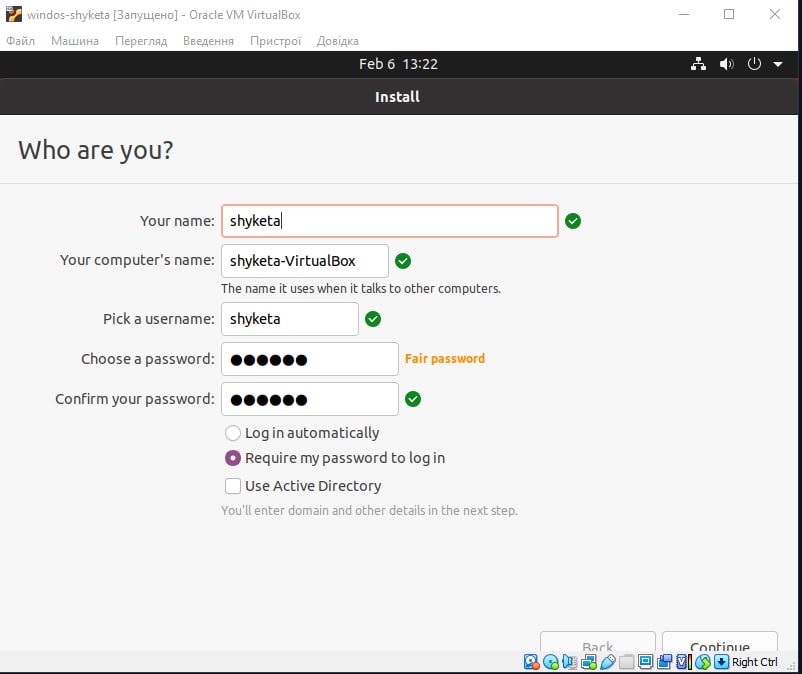 windos-shyketa [Запущено] - Oracle VM VirtualBox
Файл Машина Перегляд Введення Пристрої Довідка
Feb 6 13:22
Install
Who are you?
Your name: shyketa
Your computer's name: shyketa-VirtualBox
The name it uses when it talks to other computers.
Pick a username: shyketa
Choose a password: ●●●●●● Fair password
Confirm your password: ●●●●●●
Log in automatically
Require my password to log in
Use Active Directory
You'll enter domain and other details in the next step.
Back Continue
Right Ctrl